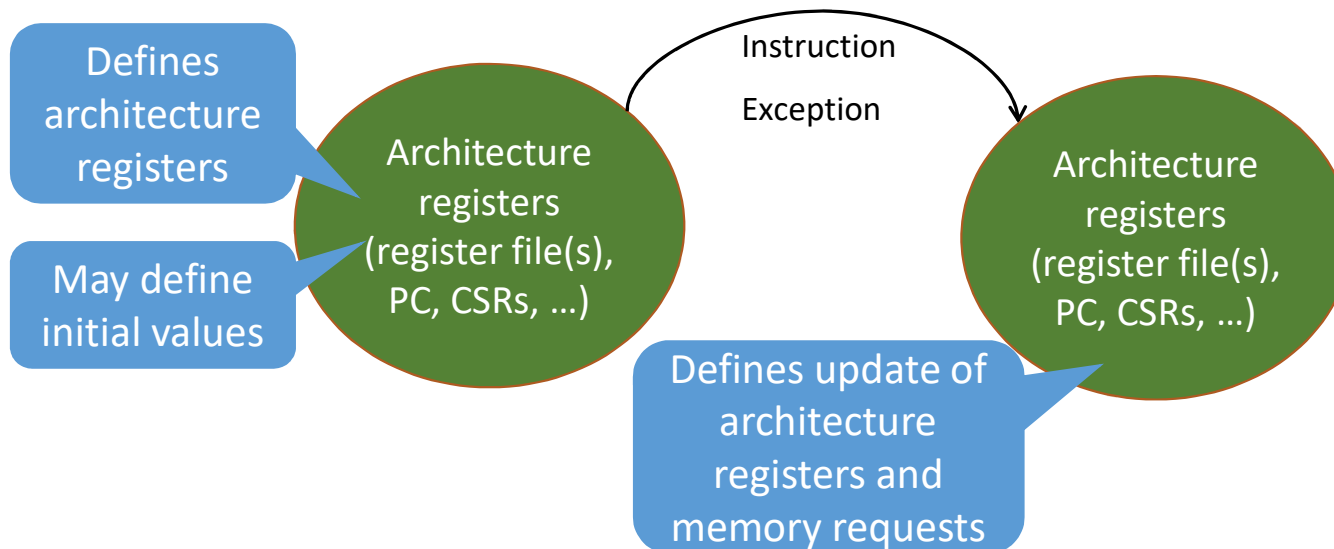 Defines
architecture
registers
May define
initial values
Architecture
registers
(register file(s),
PC, CSRs, …)
Instruction
Exception
Architecture
registers
(register file(s),
PC, CSRs, …)
Defines update of
architecture
registers and
memory requests